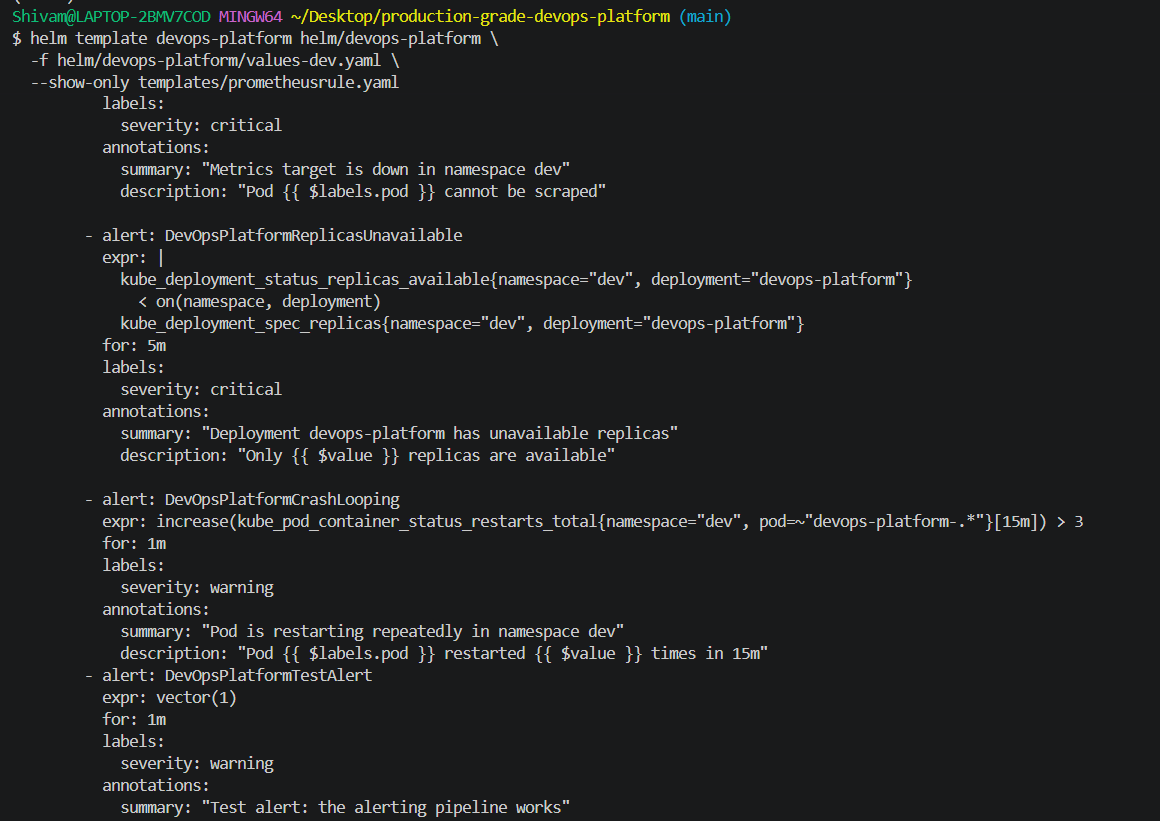 Shivam@LAPTOP-2BMV7COD MINGW64 ~/Desktop/production-grade-devops-platform (main)
$ helm template devops-platform helm/devops-platform \
  -f helm/devops-platform/values-dev.yaml \
  --show-only templates/prometheusrule.yaml
          labels:
            severity: critical
          annotations:
            summary: "Metrics target is down in namespace dev"
            description: "Pod {{ $labels.pod }} cannot be scraped"

        - alert: DevOpsPlatformReplicasUnavailable
          expr: |
            kube_deployment_status_replicas_available{namespace="dev", deployment="devops-platform"}
              < on(namespace, deployment)
            kube_deployment_spec_replicas{namespace="dev", deployment="devops-platform"}
          for: 5m
          labels:
            severity: critical
          annotations:
            summary: "Deployment devops-platform has unavailable replicas"
            description: "Only {{ $value }} replicas are available"

        - alert: DevOpsPlatformCrashLooping
          expr: increase(kube_pod_container_status_restarts_total{namespace="dev", pod=~"devops-platform-.*"}[15m]) > 3
          for: 1m
          labels:
            severity: warning
          annotations:
            summary: "Pod is restarting repeatedly in namespace dev"
            description: "Pod {{ $labels.pod }} restarted {{ $value }} times in 15m"
        - alert: DevOpsPlatformTestAlert
          expr: vector(1)
          for: 1m
          labels:
            severity: warning
          annotations:
            summary: "Test alert: the alerting pipeline works"